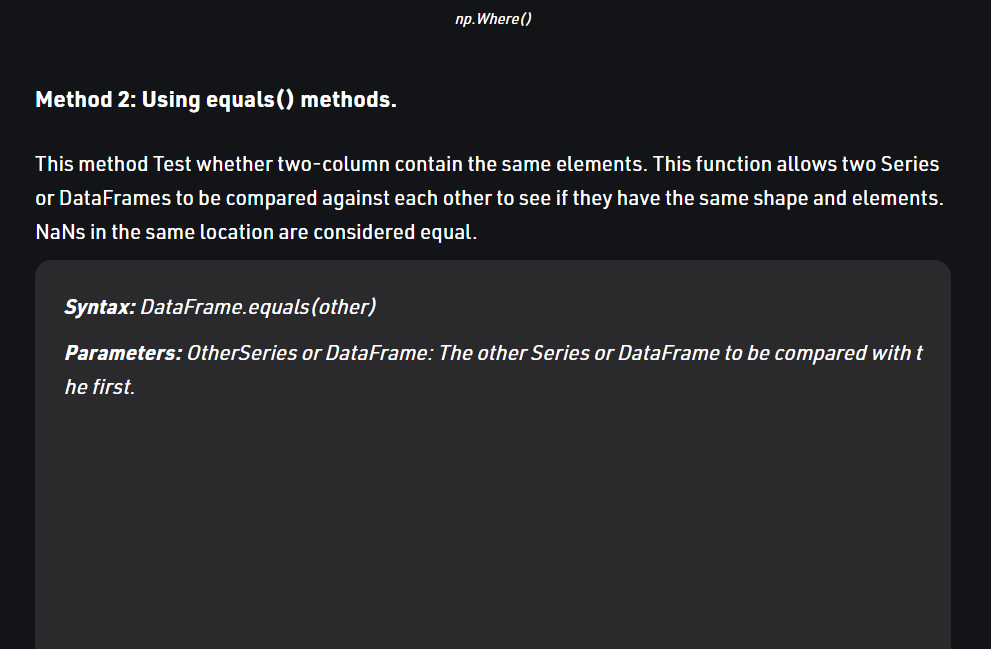 np.Where()
Method 2: Using equals() methods.
This method Test whether two-column contain the same elements. This function allows two Series
or DataFrames to be compared against each other to see if they have the same shape and elements.
NaNs in the same location are considered equal.
Syntax: DataFrame.equals(other)
Parameters: OtherSeries or DataFrame: The other Series or DataFrame to be compared with t
he first.